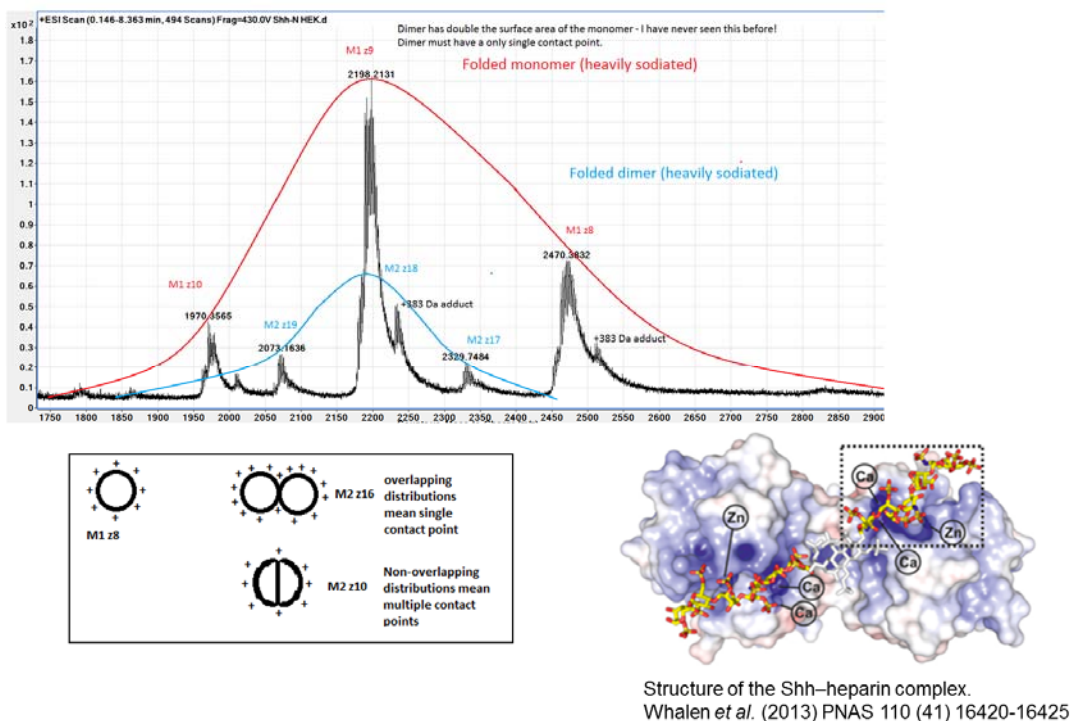 +ESI Scan (0.146-8.363 min, 494 Scans) Frag=430.0V Shh-N HEK.d
Dimer has double the surface area of the monomer - I have never seen this before!
Dimer must have a only single contact point.
x10 2
1.8
1.7
1.6
1.5
1.4
1.3
1.2
1.1
1
0.9
0.8
0.7
0.6
0.5
0.4
0.3
0.2
0.1
0
M1 z9
2198.2131
Folded monomer (heavily sodiated)
Folded dimer (heavily sodiated)
M1 z8
2470.3832
M2 z18
M1 z10
1970.3565
+383 Da adduct
M2 z19
2073.1636
M2 z17
2329.7484
+383 Da adduct
1750 1800 1850 1900 1950 2000 2050 2100 2150 2200 2250 2300 2350 2400 2450 2500 2550 2600 2650 2700 2750 2800 2850 2900
M1 z8
M2 z16
overlapping
distributions
mean single
contact point
M2 z10
Non-overlapping
distributions mean
multiple contact
points
Ca
Zn
Zn
Ca
Ca
Ca
Structure of the Shh–heparin complex.
Whalen et al. (2013) PNAS 110 (41) 16420-16425